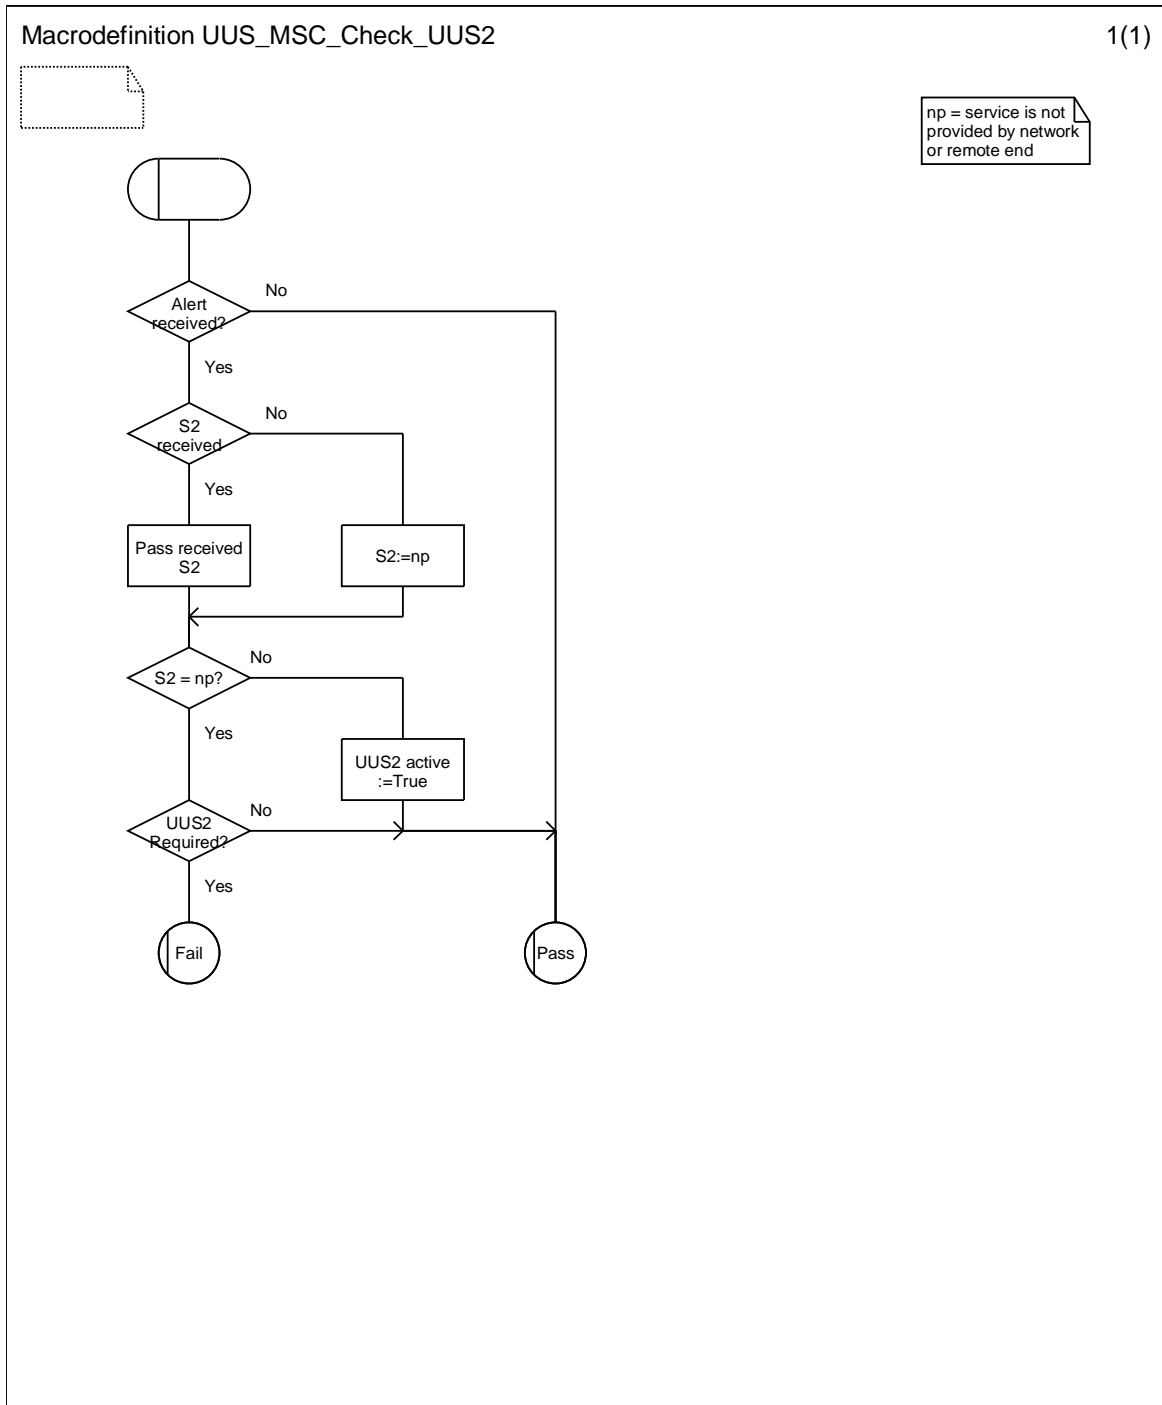 Macrodefinition UUS_MSC_Check_UUS2
1(1)
np = service is not
provided by network
or remote end
Alert
received?
No
Yes
S2
received
No
Yes
Pass received
S2
S2:=np
S2 = np?
No
Yes
UUS2 active
:=True
UUS2
Required?
No
Yes
Fail
Pass